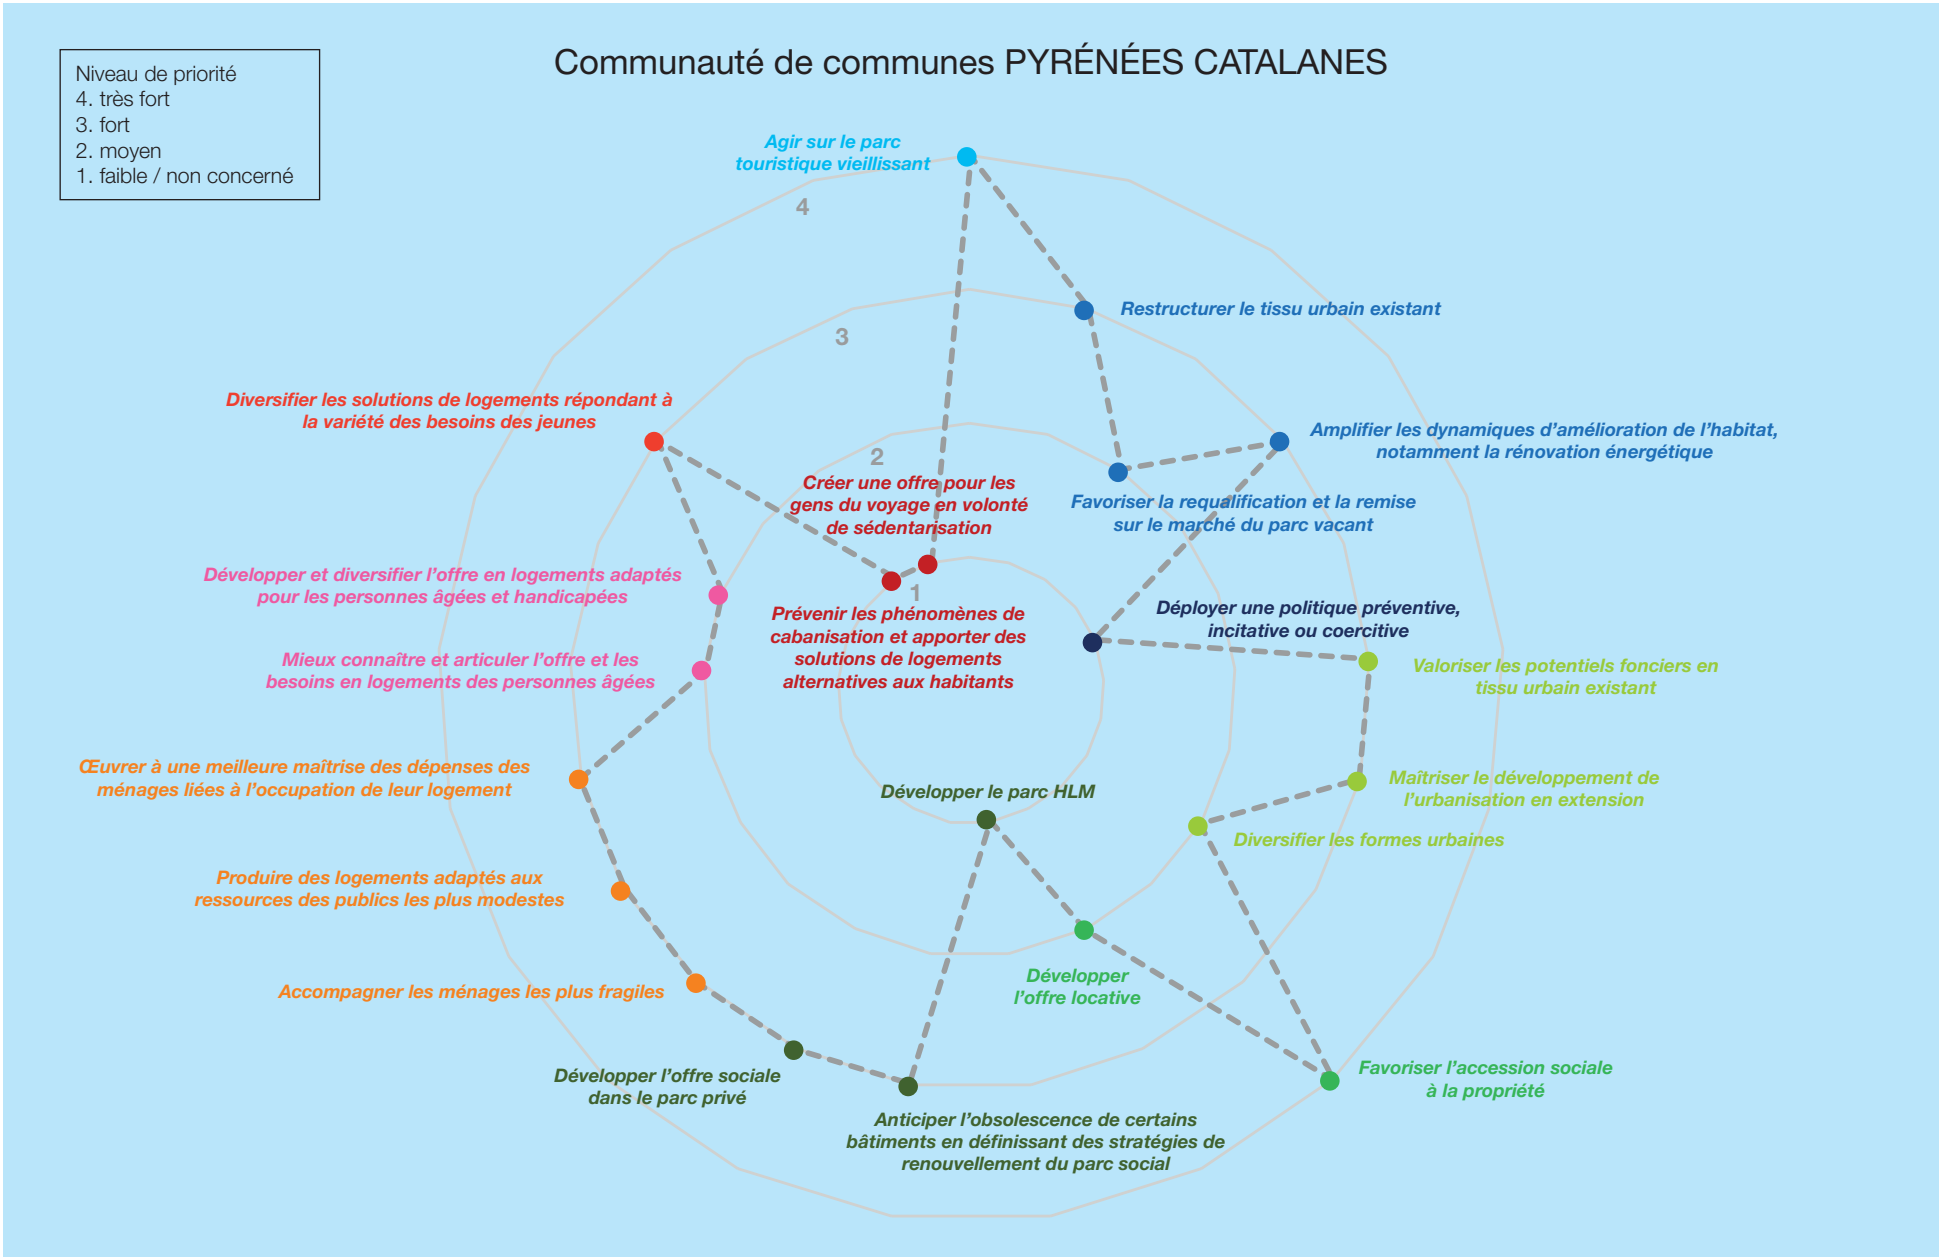 Communauté de communes PYRÉNÉES CATALANES
Niveau de priorité
4. très fort
3. fort
2. moyen
1. faible / non concerné
Agir sur le parc
touristique vieillissant
4
3
2
1
Restructurer le tissu urbain existant
Amplifier les dynamiques d’amélioration de l’habitat,
notamment la rénovation énergétique
Favoriser la requalification et la remise
sur le marché du parc vacant
Déployer une politique préventive,
incitative ou coercitive
Valoriser les potentiels fonciers en
tissu urbain existant
Maîtriser le développement de
l’urbanisation en extension
Diversifier les formes urbaines
Favoriser l’accession sociale
à la propriété
Développer
l’offre locative
Développer le parc HLM
Anticiper l’obsolescence de certains
bâtiments en définissant des stratégies de
renouvellement du parc social
Développer l’offre sociale
dans le parc privé
Accompagner les ménages les plus fragiles
Produire des logements adaptés aux
ressources des publics les plus modestes
Œuvrer à une meilleure maîtrise des dépenses des
ménages liées à l’occupation de leur logement
Mieux connaître et articuler l’offre et les
besoins en logements des personnes âgées
Développer et diversifier l’offre en logements adaptés
pour les personnes âgées et handicapées
Diversifier les solutions de logements répondant à
la variété des besoins des jeunes
Prévenir les phénomènes de
cabanisation et apporter des
solutions de logements
alternatives aux habitants
Créer une offre pour les
gens du voyage en volonté
de sédentarisation